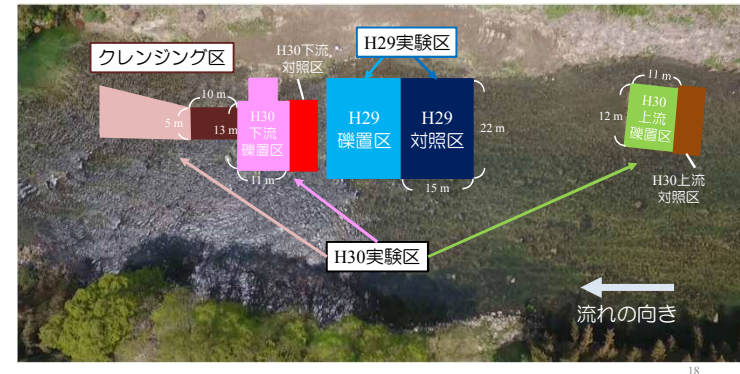 クレンジング区
H30下流
対照区
H29実験区
10 m
5 m
13 m
H30
下流
礫置区
11 m
H29
礫置区
H29
対照区
22 m
15 m
11 m
12 m
H30
上流
礫置区
H30上流
対照区
H30実験区
流れの向き
18